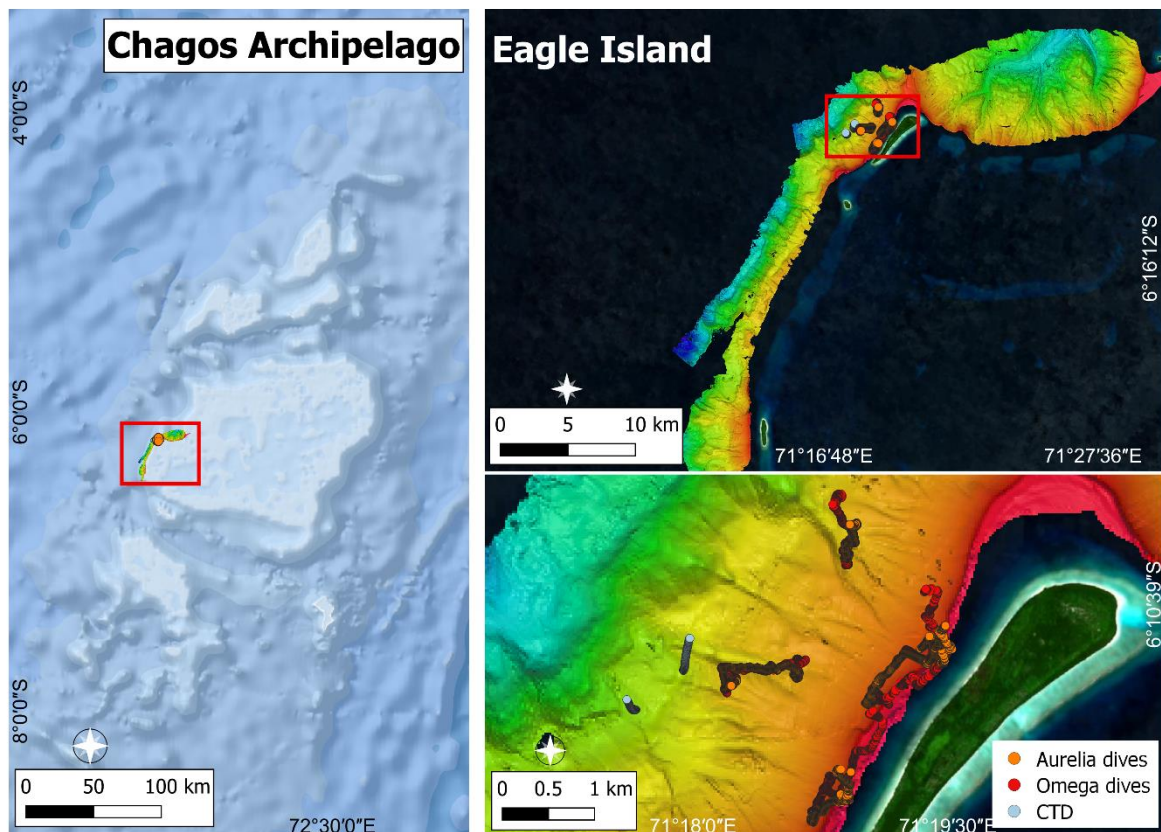 Chagos Archipelago
4°0′0″S
6°0′0″S
8°0′0″S
0 50 100 km
72°30′0″E
Eagle Island
6°16′12″S
0 5 10 km
71°16′48″E
71°27′36″E
6°10′39″S
0 0.5 1 km
71°18′0″E
71°19′30″E
Aurelia dives
Omega dives
CTD